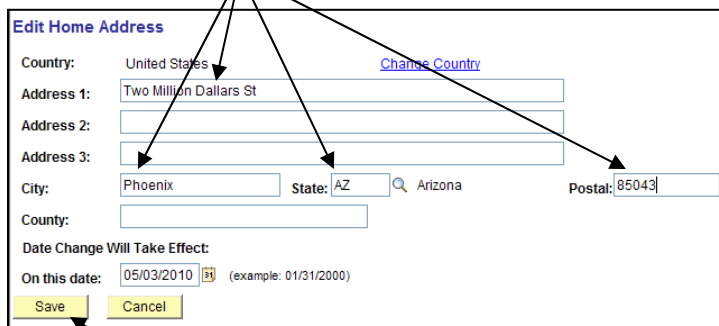 Edit Home Address
Country: United States Change Country
Address 1: Two Million Dallars St
Address 2:
Address 3:
City: Phoenix State: AZ Arizona Postal: 85043
County:
Date Change Will Take Effect:
On this date: 05/03/2010 31 (example: 01/31/2000)
Save Cancel